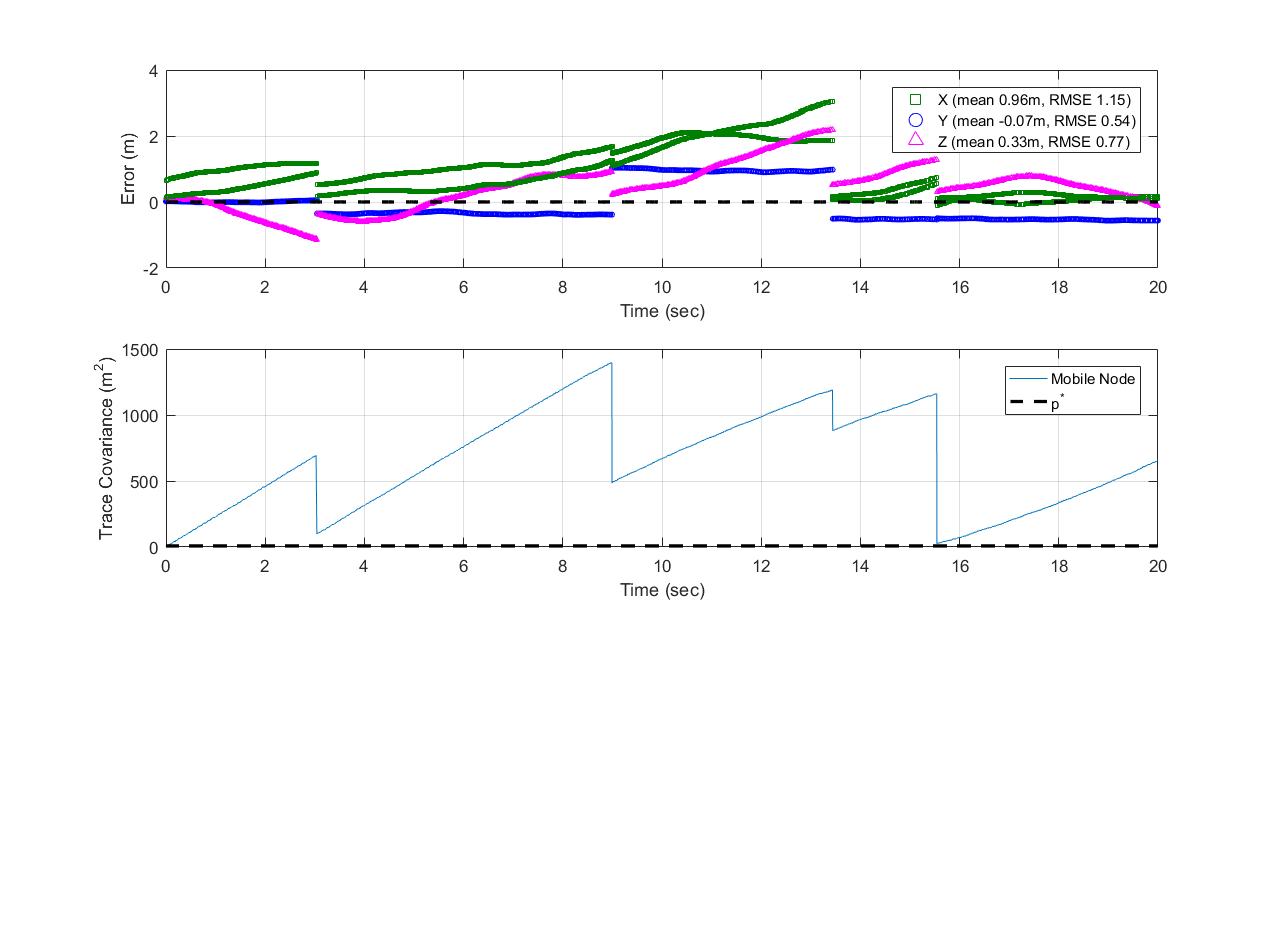 4
2
0
-2
Error (m)
X (mean 0.96m, RMSE 1.15)
Y (mean -0.07m, RMSE 0.54)
Z (mean 0.33m, RMSE 0.77)
0 2 4 6 8 10 12 14 16 18 20
Time (sec)
1500
1000
500
0
Trace Covariance (m²)
Mobile Node
p*
0 2 4 6 8 10 12 14 16 18 20
Time (sec)